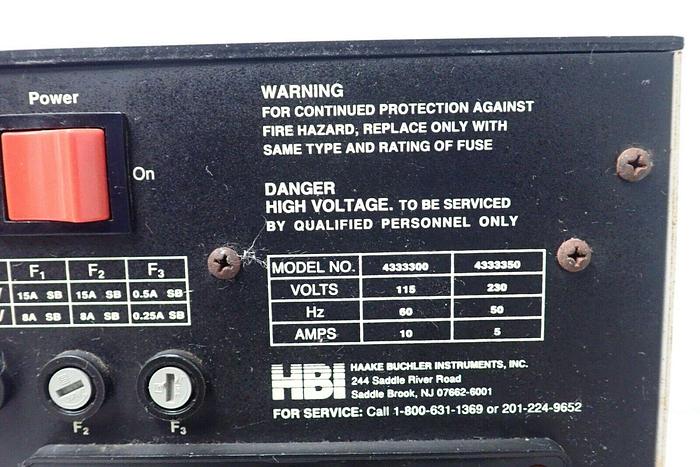 Power
On
WARNING
FOR CONTINUED PROTECTION AGAINST
FIRE HAZARD, REPLACE ONLY WITH
SAME TYPE AND RATING OF FUSE
DANGER
HIGH VOLTAGE. TO BE SERVICED
BY QUALIFIED PERSONNEL ONLY
F₁ F₂ F₃
V 15A SB 15A SB 0.5A SB
V 8A SB 8A SB 0.25A SB
MODEL NO. 4333300 4333350
VOLTS 115 230
Hz 60 50
AMPS 10 5
HBI HAAKE BUCHLER INSTRUMENTS, INC.
244 Saddle River Road
Saddle Brook, NJ 07662-6001
FOR SERVICE: Call 1-800-631-1369 or 201-224-9652
F₂ F₃